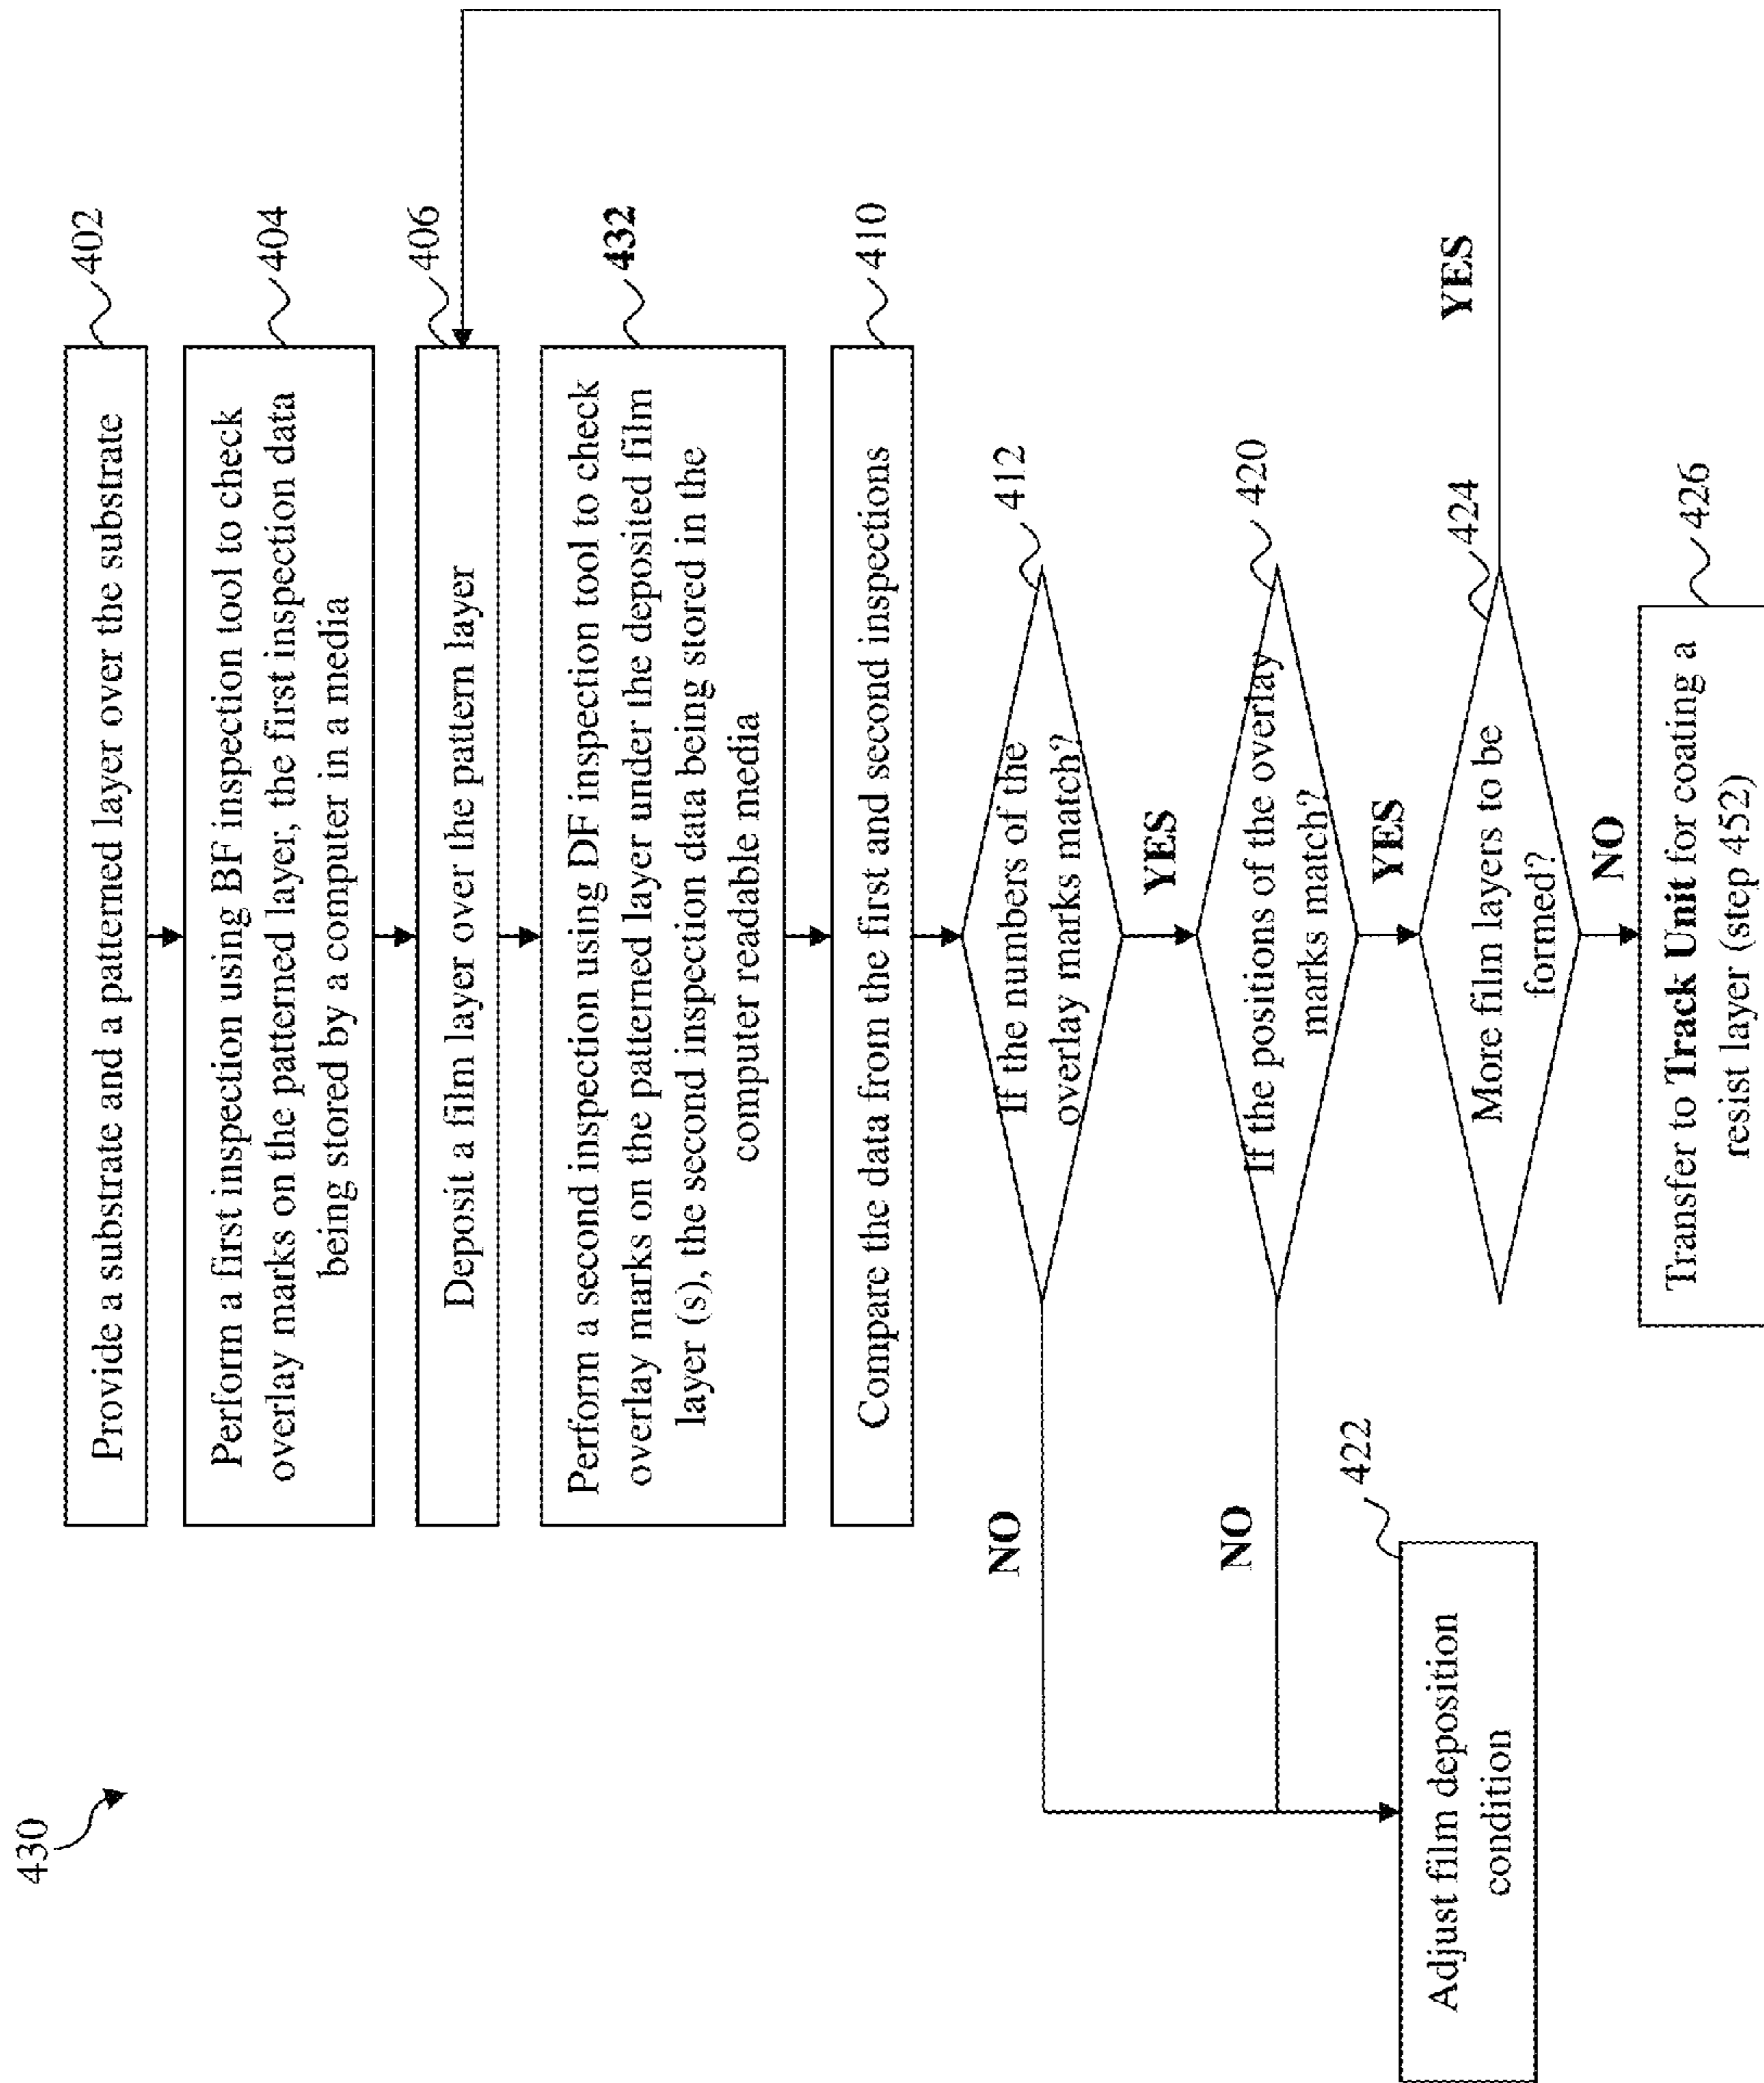 430
Provide a substrate and a patterned layer over the substrate
402
Perform a first inspection using BF inspection tool to check
overlay marks on the patterned layer, the first inspection data
being stored by a computer in a media
404
Deposit a film layer over the pattern layer
406
Perform a second inspection using DF inspection tool to check
overlay marks on the patterned layer under the deposited film
layer (s), the second inspection data being stored in the
computer readable media
432
Compare the data from the first and second inspections
410
If the numbers of the
overlay marks match?
412
NO
YES
If the positions of the overlay
marks match?
420
NO
YES
422
Adjust film deposition
condition
More film layers to be
formed?
424
YES
NO
Transfer to Track Unit for coating a
resist layer (step 452)
426